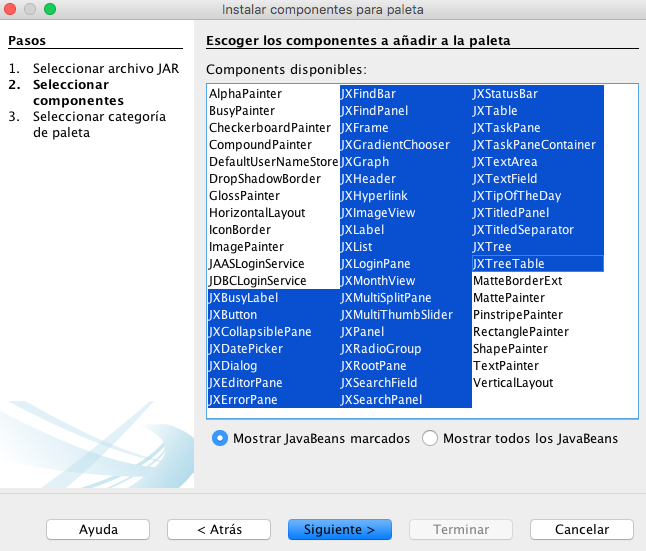 Instalar componentes para paleta
Pasos
1. Seleccionar archivo JAR
2. Seleccionar
componentes
3. Seleccionar categoría
de paleta
Escoger los componentes a añadir a la paleta
Components disponibles:
AlphaPainter
BusyPainter
CheckerboardPainter
CompoundPainter
DefaultUserNameStore
DropShadowBorder
GlossPainter
HorizontalLayout
IconBorder
ImagePainter
JAASLoginService
JDBCLoginService
JXBusyLabel
JXButton
JXCollapsiblePane
JXDatePicker
JXDialog
JXEditorPane
JXErrorPane
JXFindBar
JXFindPanel
JXFrame
JXGradientChooser
JXGraph
JXHeader
JXHyperlink
JXImageView
JXLabel
JXList
JXLoginPane
JXMonthView
JXMultiSplitPane
JXMultiThumbSlider
JXPanel
JXRadioGroup
JXRootPane
JXSearchField
JXSearchPanel
JXStatusBar
JXTable
JXTaskPane
JXTaskPaneContainer
JXTextArea
JXTextField
JXTipOfTheDay
JXTitledPanel
JXTitledSeparator
JXTree
JXTreeTable
MatteBorderExt
MattePainter
PinstripePainter
RectanglePainter
ShapePainter
TextPainter
VerticalLayout
Mostrar JavaBeans marcados
Mostrar todos los JavaBeans
Ayuda
< Atrás
Siguiente >
Terminar
Cancelar